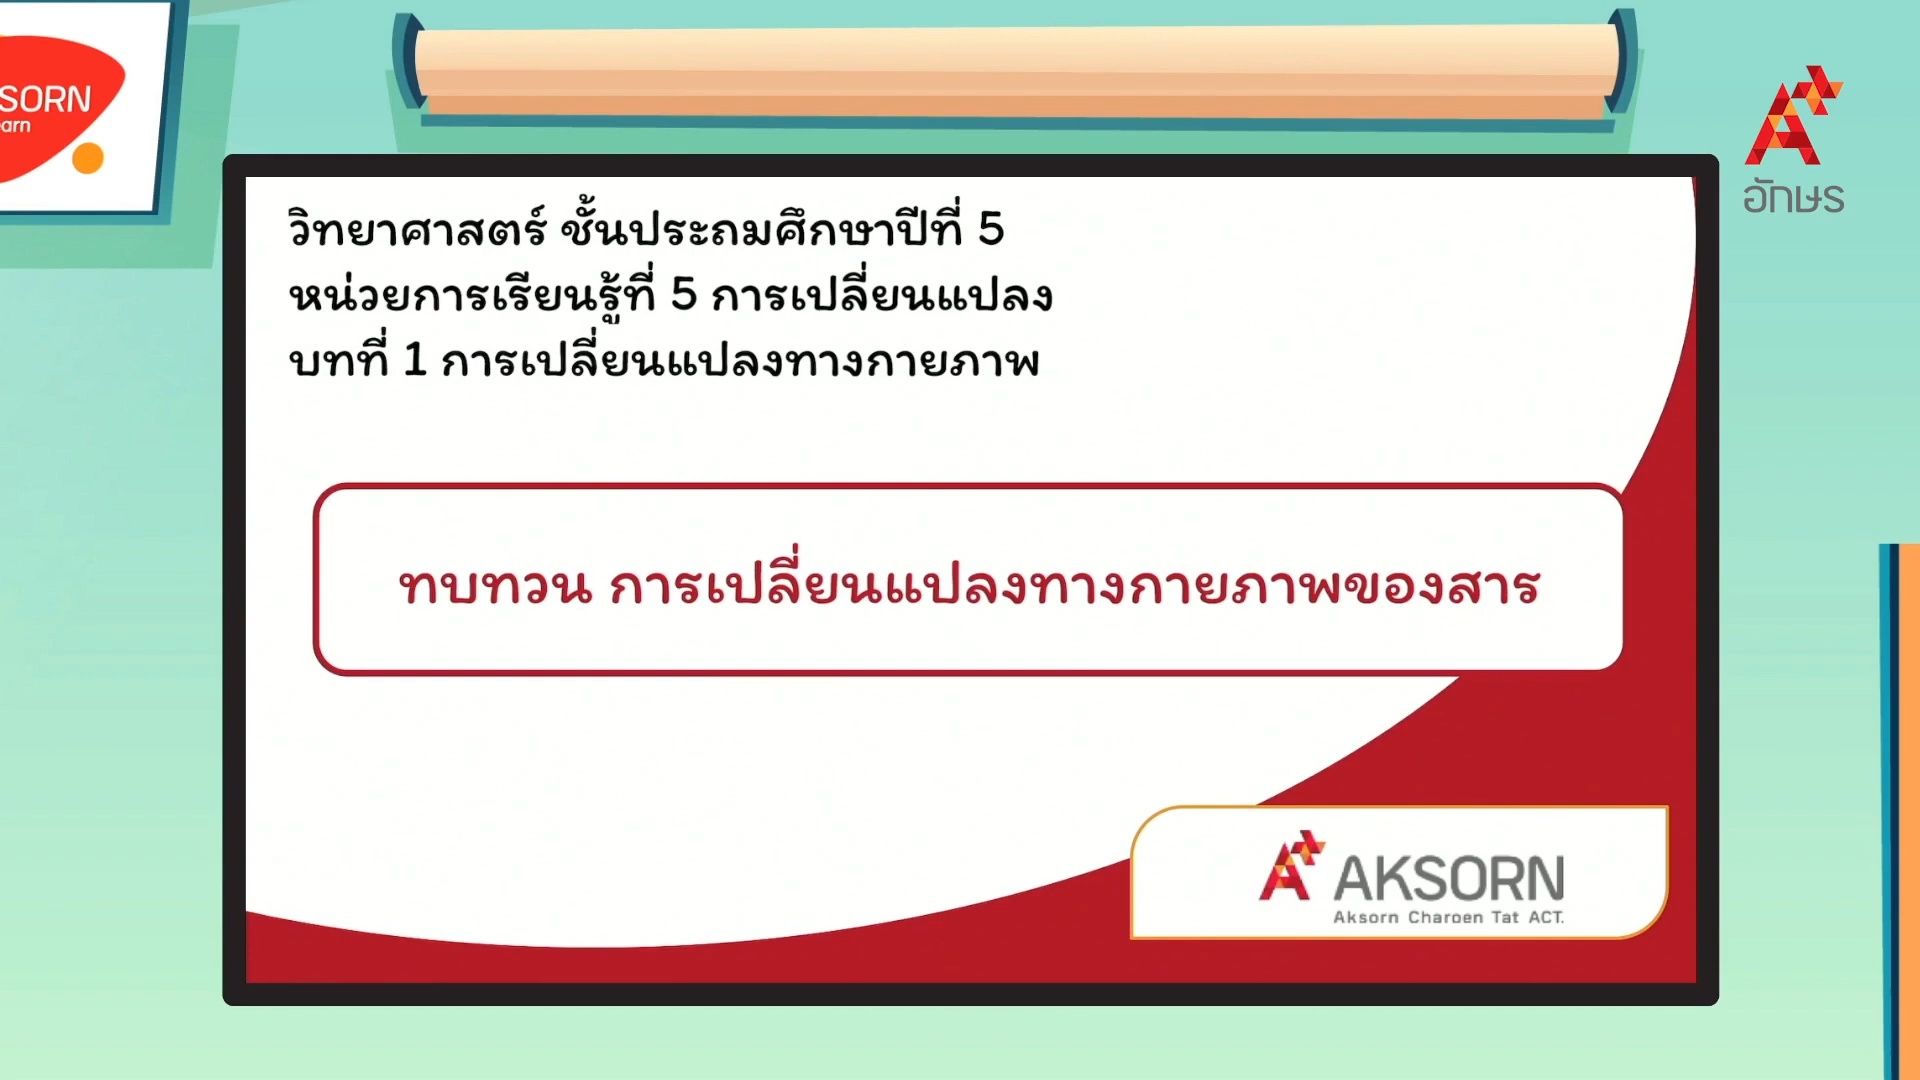 SORN
earn
อักษร
วิทยาศาสตร์ ชั้นประถมศึกษาปีที่ 5
หน่วยการเรียนรู้ที่ 5 การเปลี่ยนแปลง
บทที่ 1 การเปลี่ยนแปลงทางกายภาพ
ทบทวน การเปลี่ยนแปลงทางกายภาพของสาร
AKSORN
Aksorn Charoen Tat ACT.